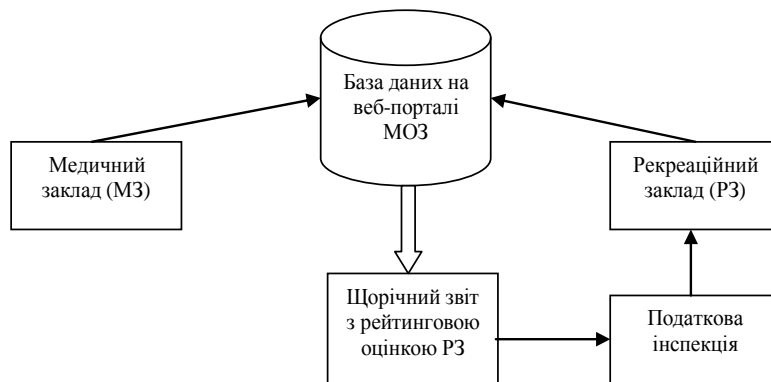 База даних на
веб-порталі
МОЗ
Медичний
заклад (МЗ)
Рекреаційний
заклад (РЗ)
Щорічний звіт
з рейтинговою
оцінкою РЗ
Податкова
інспекція